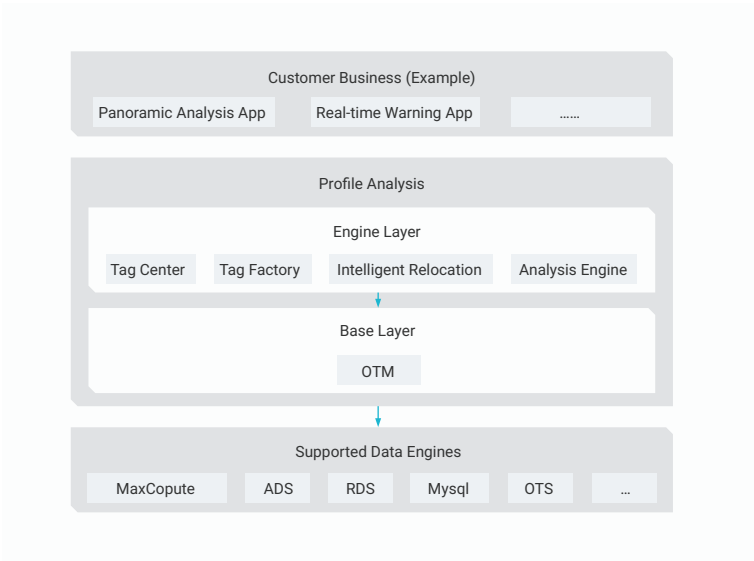 Customer Business (Example)
Panoramic Analysis App Real-time Warning App ......
Profile Analysis
Engine Layer
Tag Center Tag Factory Intelligent Relocation Analysis Engine
Base Layer
OTM
Supported Data Engines
MaxCopute ADS RDS Mysql OTS ...